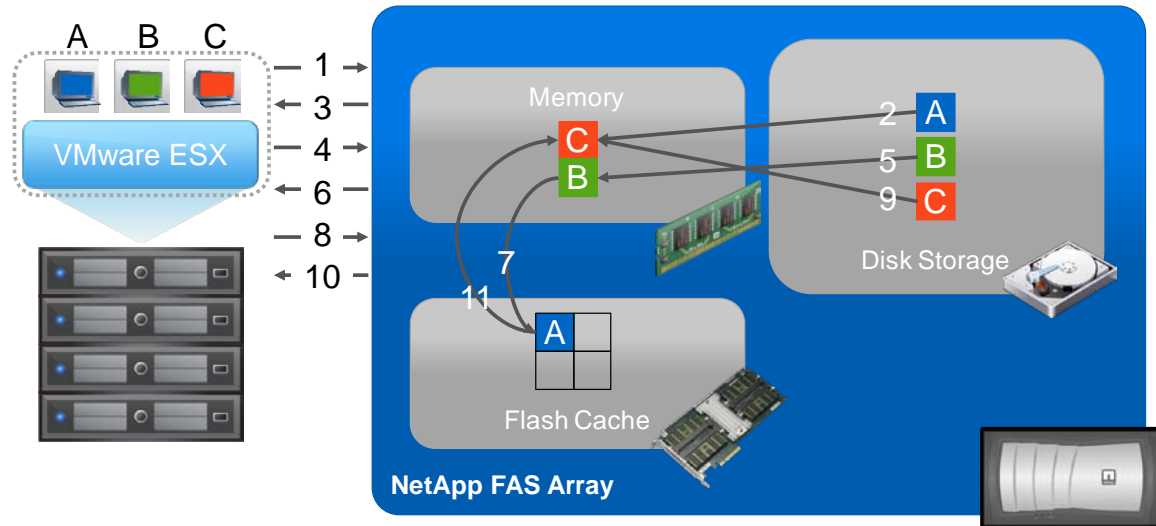 A B C
VMware ESX
1
3
4
6
8
10
Memory
C
B
2
5
9
A
B
C
Disk Storage
7
11
A
Flash Cache
NetApp FAS Array